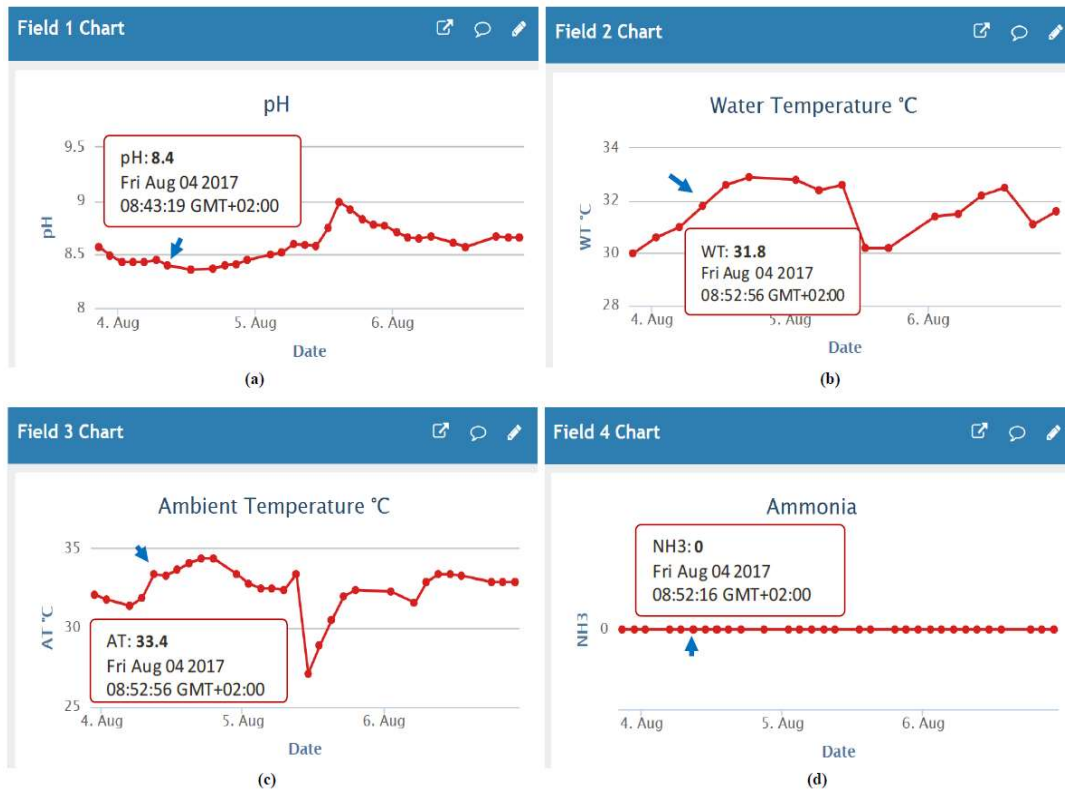 Field 1 Chart
pH
9.5
9
8.5
8
pH
pH: 8.4
Fri Aug 04 2017
08:43:19 GMT+02:00
4. Aug
5. Aug
6. Aug
Date
(a)
Field 2 Chart
Water Temperature °C
34
32
30
28
WT °C
WT: 31.8
Fri Aug 04 2017
08:52:56 GMT+02:00
4. Aug
5. Aug
6. Aug
Date
(b)
Field 3 Chart
Ambient Temperature °C
35
30
25
AT °C
AT: 33.4
Fri Aug 04 2017
08:52:56 GMT+02:00
4. Aug
5. Aug
6. Aug
Date
(c)
Field 4 Chart
Ammonia
NH3: 0
Fri Aug 04 2017
08:52:16 GMT+02:00
0
NH3
4. Aug
5. Aug
6. Aug
Date
(d)